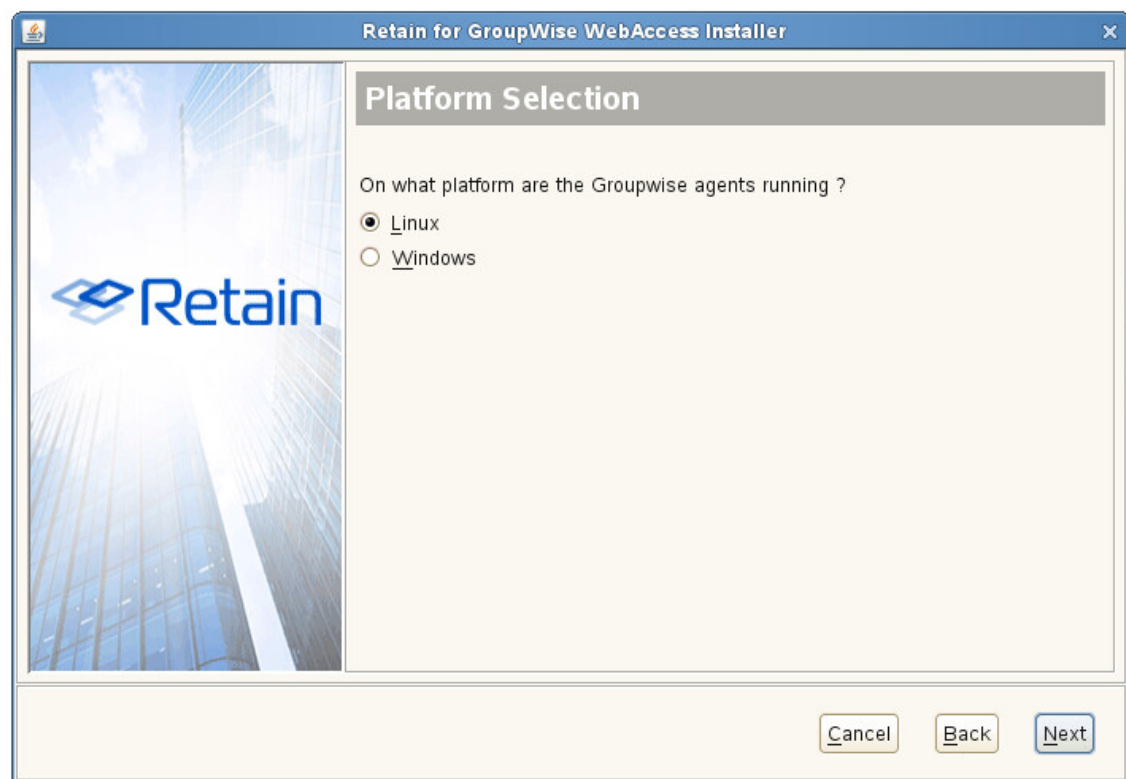 Retain for GroupWise WebAccess Installer
Platform Selection
On what platform are the Groupwise agents running ?
Linux
Windows
Retain
Cancel Back Next